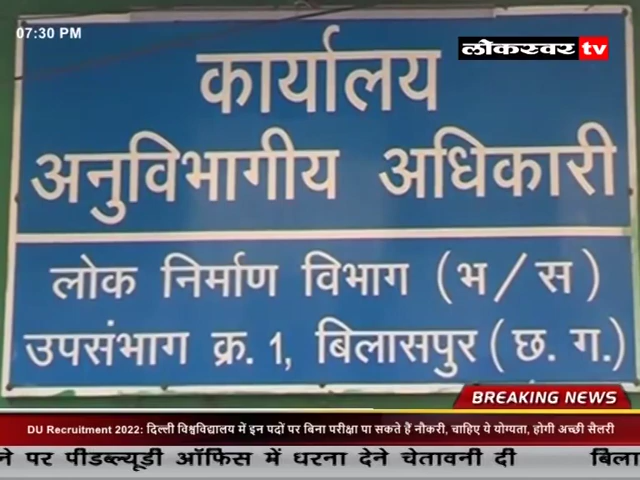 07:30 PM
लोकस्वर tv
कार्यालय
अनुविभागीय अधिकारी
लोक निर्माण विभाग (भ/स)
उपसंभाग क्र. 1, बिलासपुर (छ. ग.)
BREAKING NEWS
DU Recruitment 2022: दिल्ली विश्वविद्यालय में इन पदों पर बिना परीक्षा पा सकते हैं नौकरी, चाहिए ये योग्यता, होगी अच्छी सैलरी
ने पर पीडब्ल्यूडी ऑफिस में धरना देने चेतावनी दी बिला